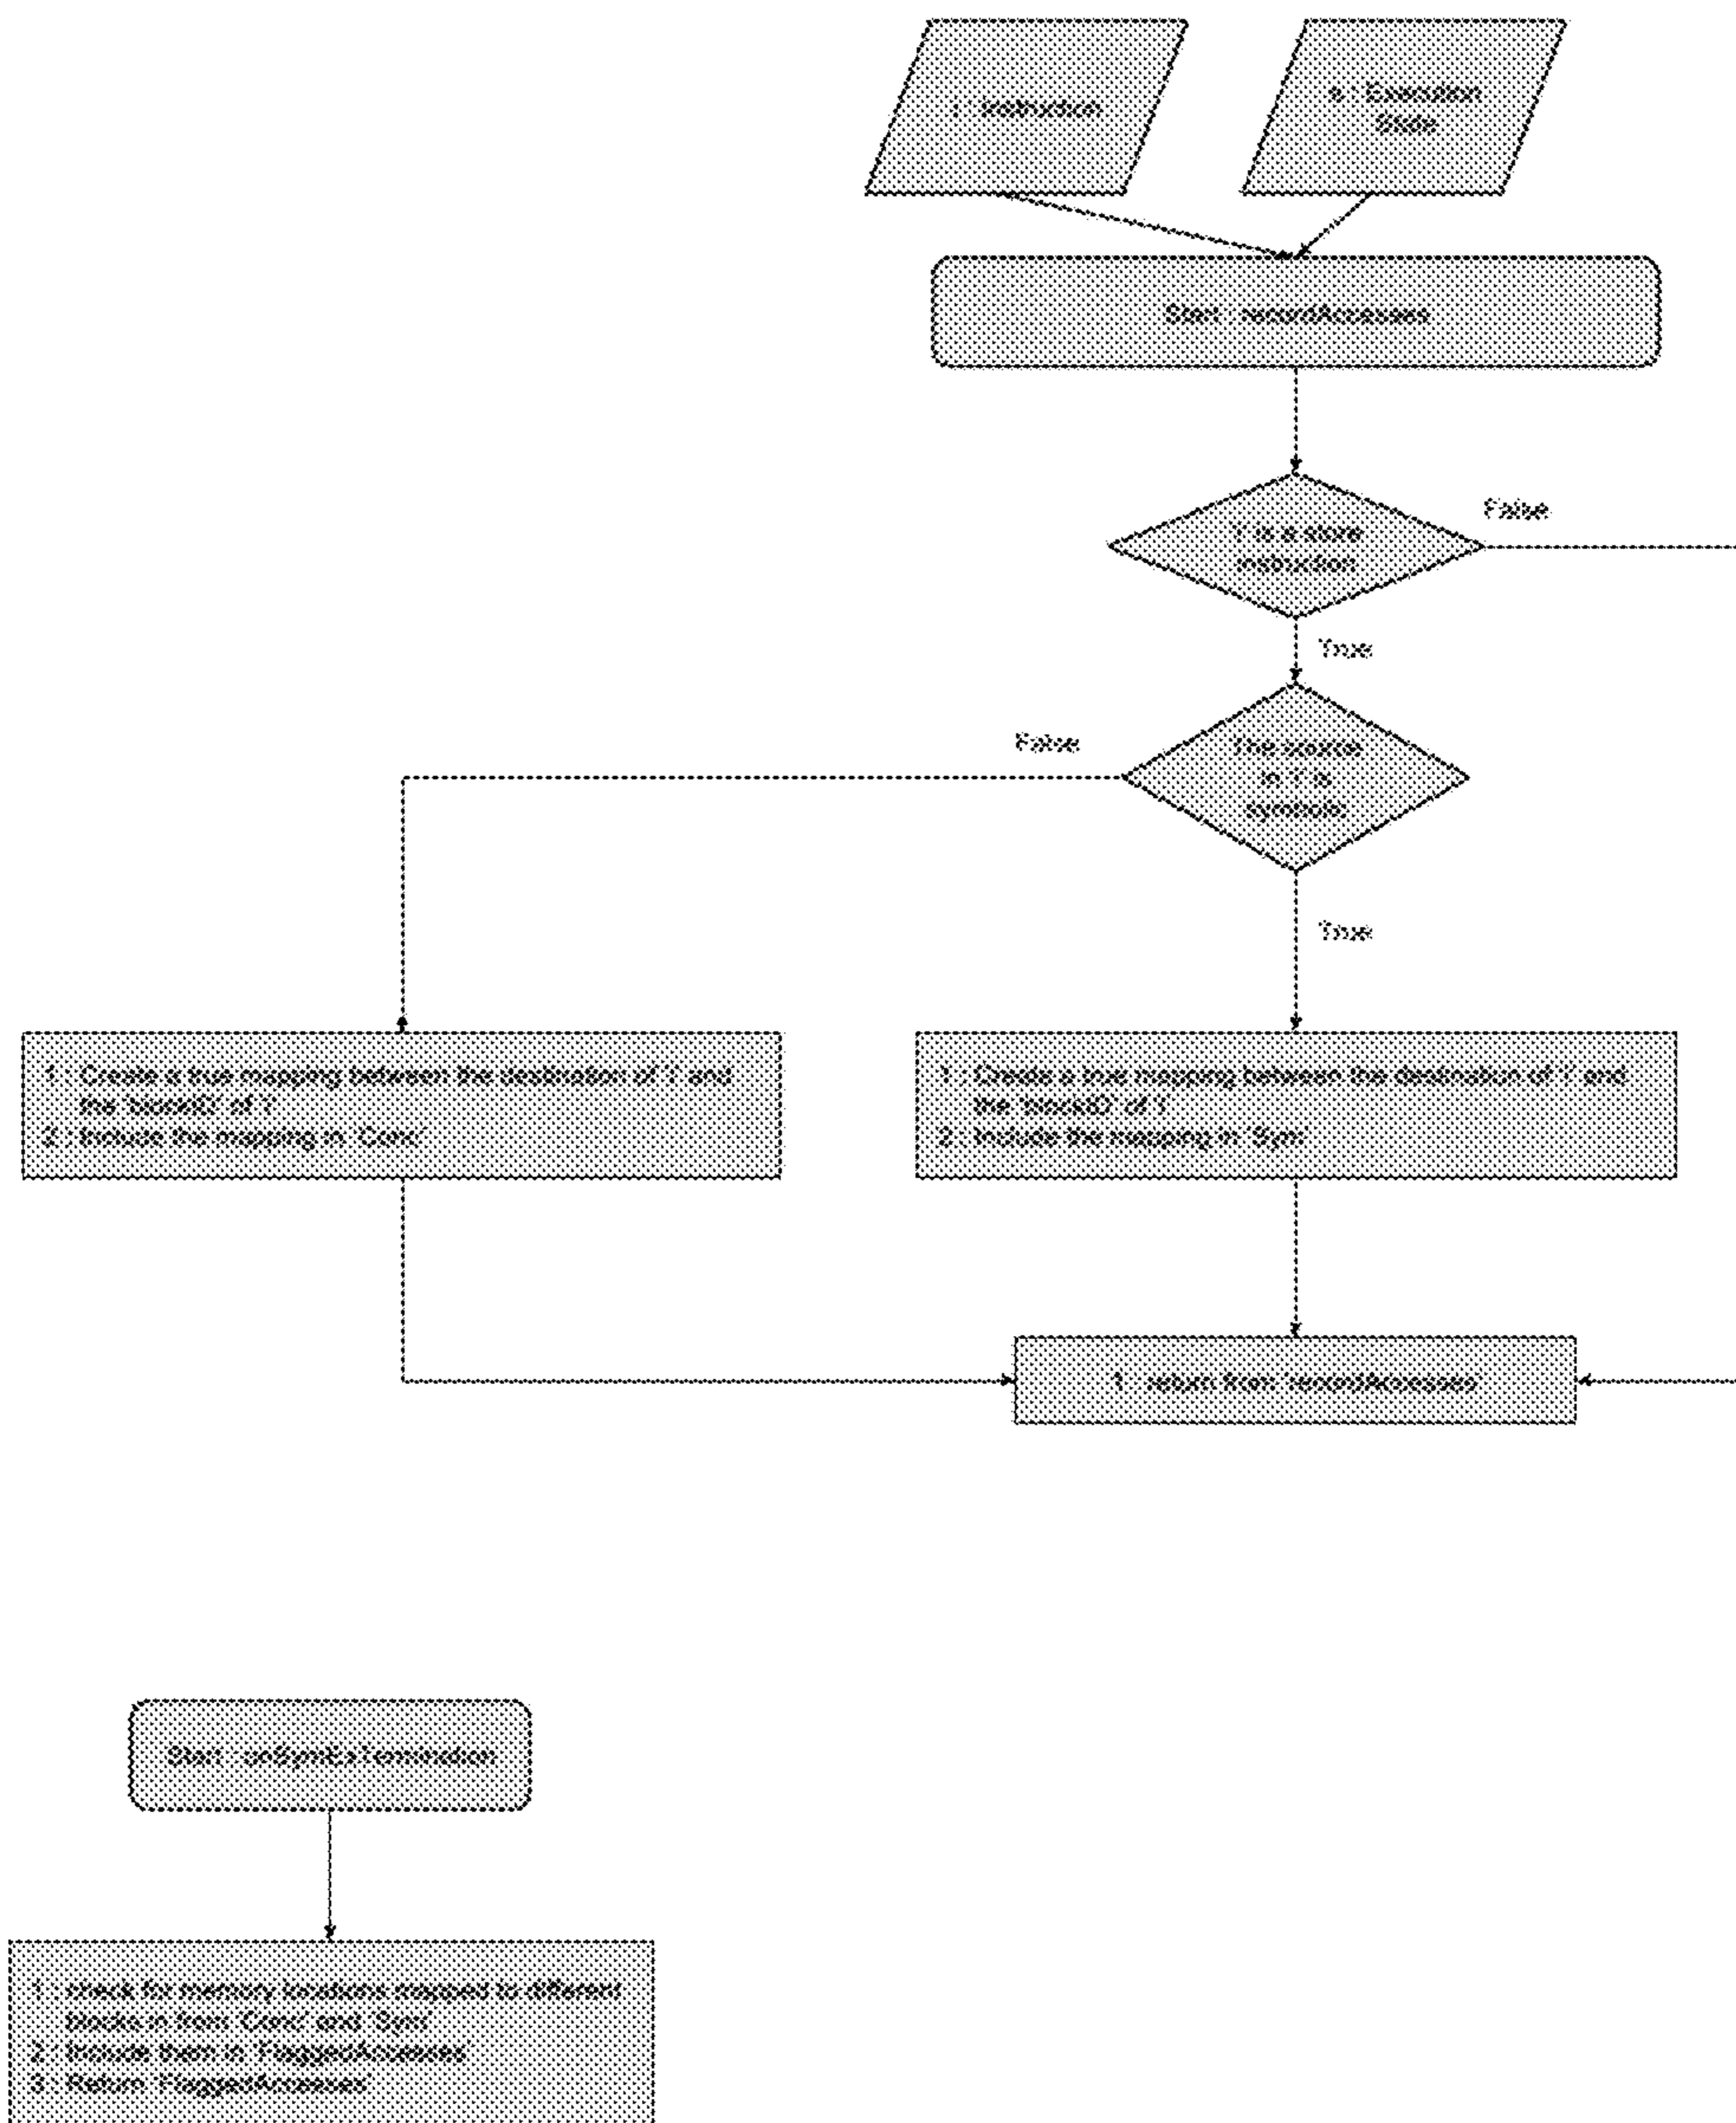 i : Instruction
s : Execution
State
Start : recordAccesses
'i' is a store
instruction
False
True
The pointer
in 'i' is
symbolic
False
True
1 : Create a true mapping between the destination of 'i' and
the 'blockID' of 'i'
2 : Include the mapping in 'Conc'
1 : Create a true mapping between the destination of 'i' and
the 'blockID' of 'i'
2 : Include the mapping in 'Sym'
1 : return from 'recordAccesses'
Start : onSymExTermination
1 : check for memory locations mapped to different
blocks in from 'Conc' and 'Sym'
2 : Include them in 'FlaggedAccesses'
3 : Return 'FlaggedAccesses'